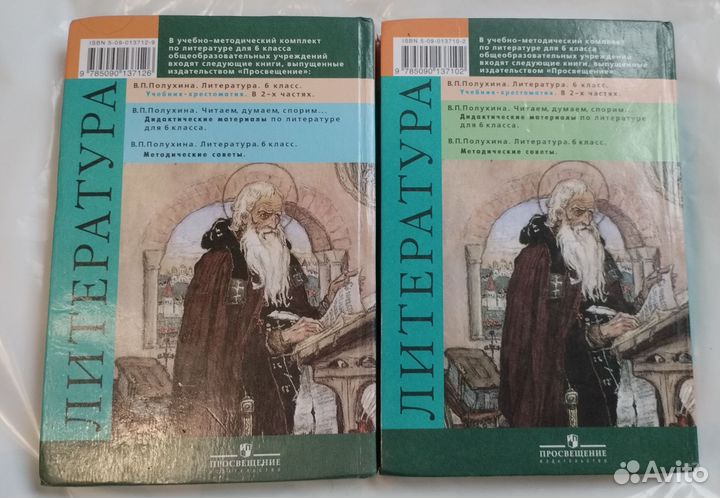 ISBN 5-09-013712-9
9 785090 137126
В учебно-методический комплект
по литературе для 6 класса
общеобразовательных учреждений
входят следующие книги, выпущенные
издательством «Просвещение»:
В.П.Полухина. Литература. 6 класс.
Учебник-хрестоматия. В 2-х частях.
В.П.Полухина. Читаем, думаем, спорим...
Дидактические материалы по литературе
для 6 класса.
В.П.Полухина. Литература. 6 класс.
Методические советы.
ЛИТЕРАТУРА
ПРОСВЕЩЕНИЕ
ИЗДАТЕЛЬСТВО
ISBN 5-09-013710-2
9 785090 137102
В учебно-методический комплект
по литературе для 6 класса
общеобразовательных учреждений
входят следующие книги, выпущенные
издательством «Просвещение»:
В.П.Полухина. Литература. 6 класс.
Учебник-хрестоматия. В 2-х частях.
В.П.Полухина. Читаем, думаем, спорим...
Дидактические материалы по литературе
для 6 класса.
В.П.Полухина. Литература. 6 класс.
Методические советы.
ЛИТЕРАТУРА
ПРОСВЕЩЕНИЕ
ИЗДАТЕЛЬСТВО
Avito